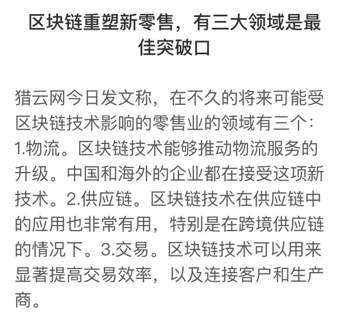 区块链重塑新零售，有三大领域是最
佳突破口
猎云网今日发文称，在不久的将来可能受
区块链技术影响的零售业的领域有三个：
1.物流。区块链技术能够推动物流服务的
升级。中国和海外的企业都在接受这项新
技术。2.供应链。区块链技术在供应链中
的应用也非常有用，特别是在跨境供应链
的情况下。3.交易。区块链技术可以用来
显著提高交易效率，以及连接客户和生产
商。